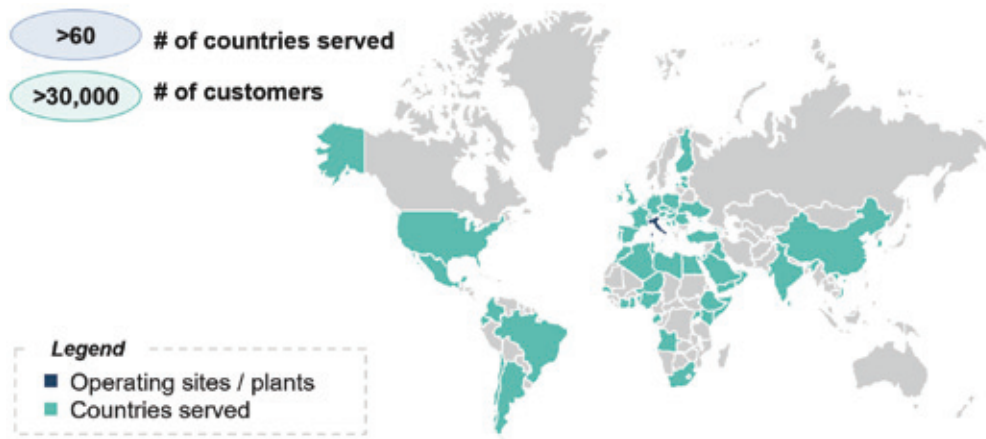 >60
# of countries served
>30,000
# of customers
Legend
Operating sites / plants
Countries served